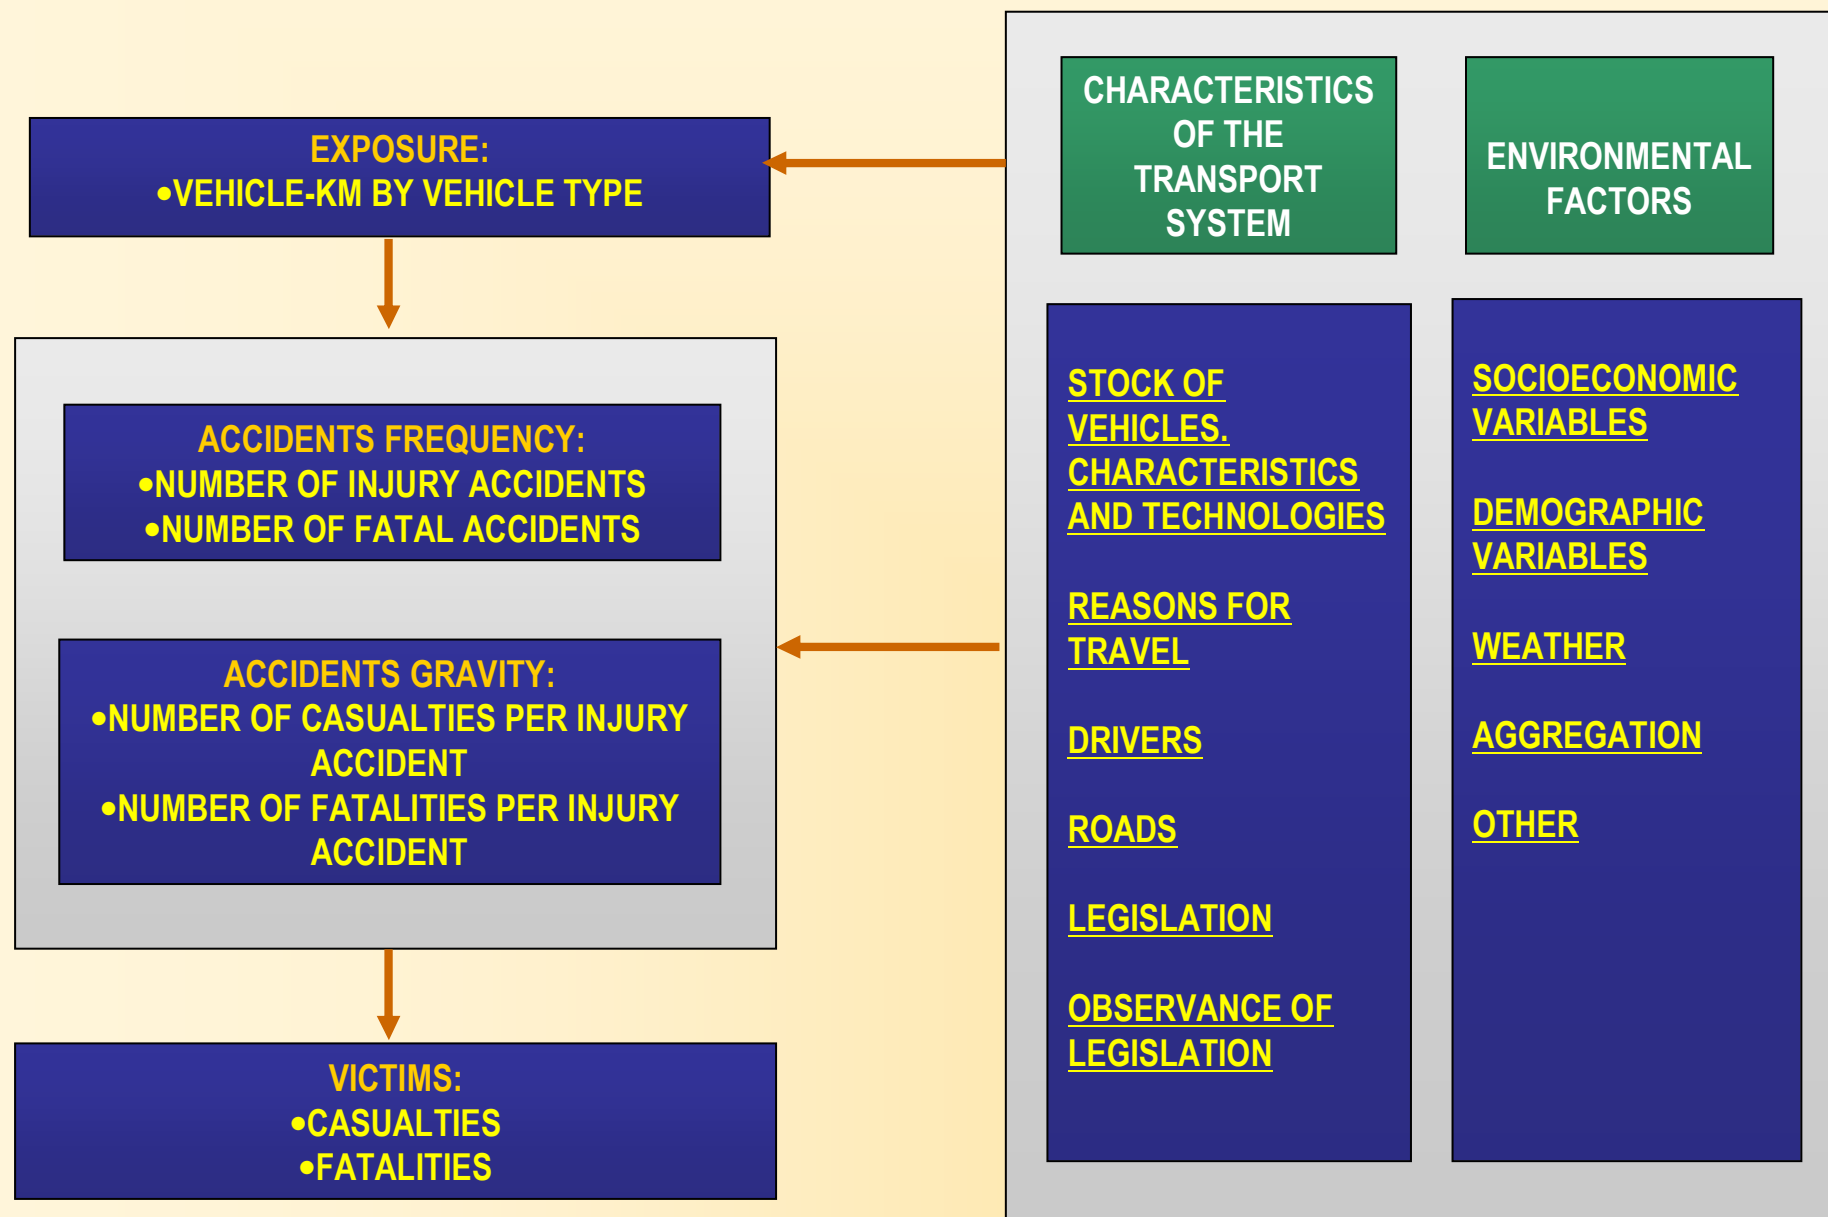 EXPOSURE:
•VEHICLE-KM BY VEHICLE TYPE
ACCIDENTS FREQUENCY:
•NUMBER OF INJURY ACCIDENTS
•NUMBER OF FATAL ACCIDENTS
ACCIDENTS GRAVITY:
•NUMBER OF CASUALTIES PER INJURY
ACCIDENT
•NUMBER OF FATALITIES PER INJURY
ACCIDENT
VICTIMS:
•CASUALTIES
•FATALITIES
CHARACTERISTICS
OF THE
TRANSPORT
SYSTEM
STOCK OF
VEHICLES.
CHARACTERISTICS
AND TECHNOLOGIES
REASONS FOR
TRAVEL
DRIVERS
ROADS
LEGISLATION
OBSERVANCE OF
LEGISLATION
ENVIRONMENTAL
FACTORS
SOCIOECONOMIC
VARIABLES
DEMOGRAPHIC
VARIABLES
WEATHER
AGGREGATION
OTHER